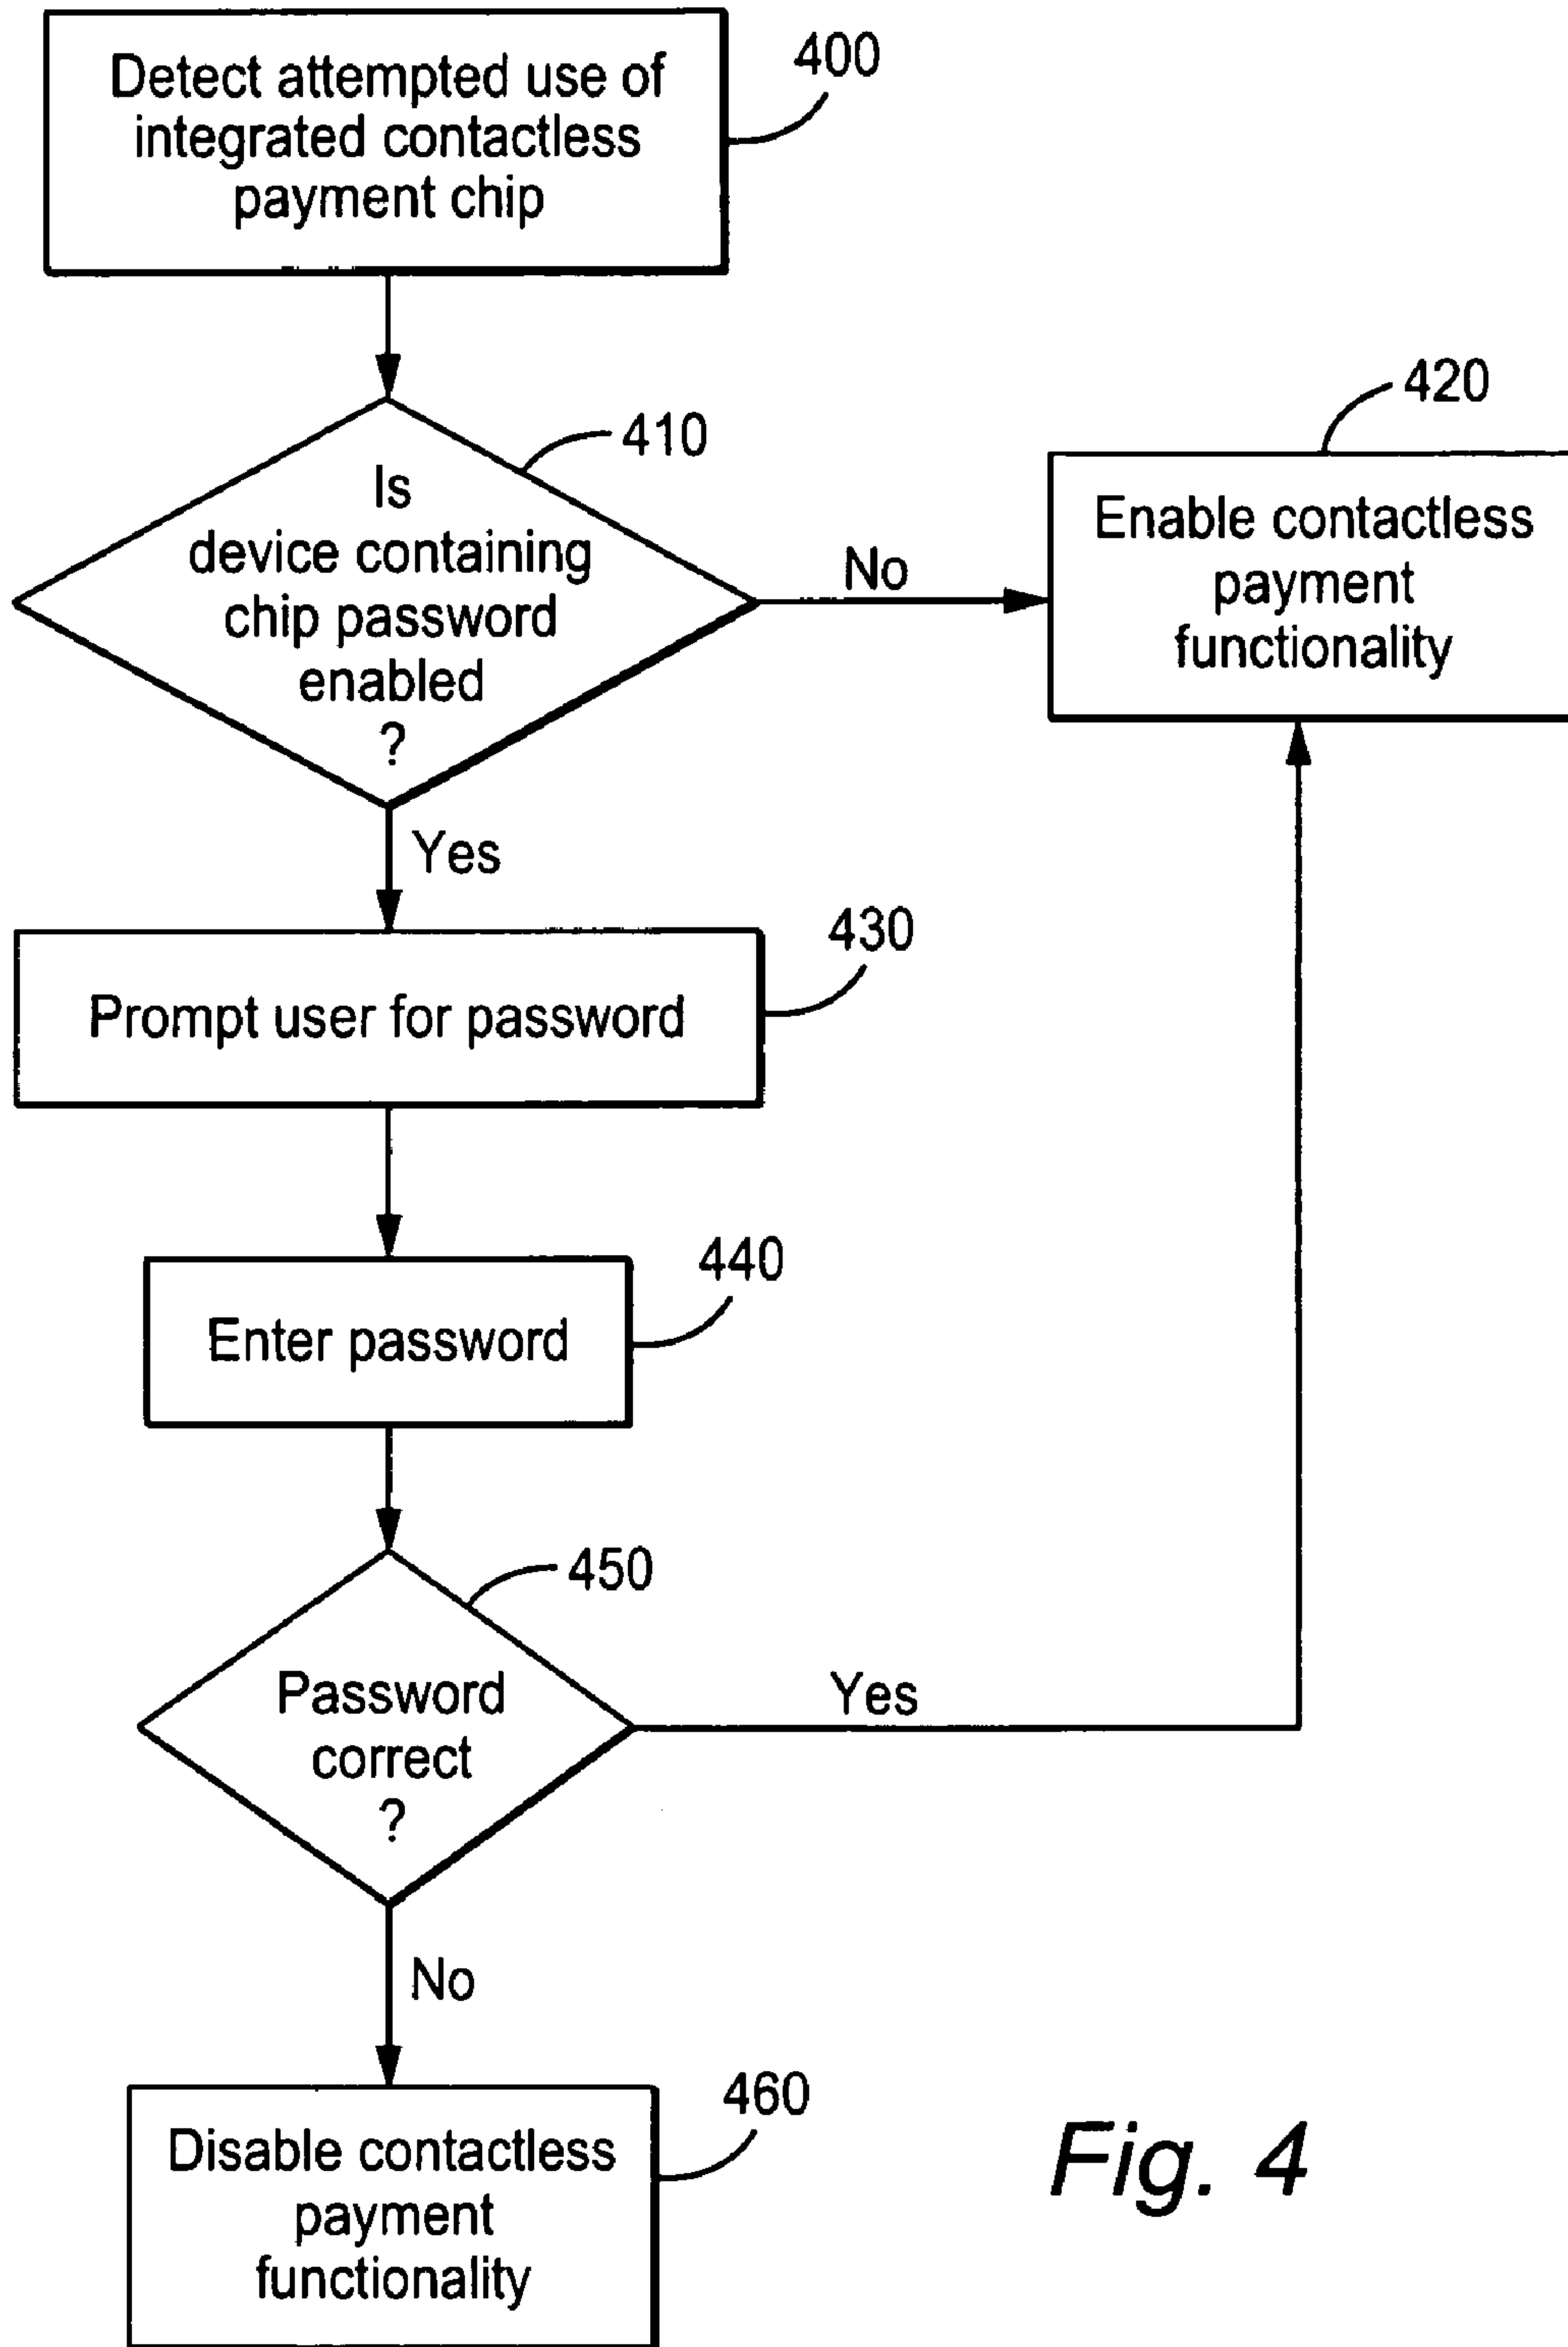 Detect attempted use of
integrated contactless
payment chip
400
Is
device containing
chip password
enabled
?
410
No
420
Enable contactless
payment
functionality
Yes
430
Prompt user for password
440
Enter password
450
Password
correct
?
Yes
No
460
Disable contactless
payment
functionality
Fig. 4